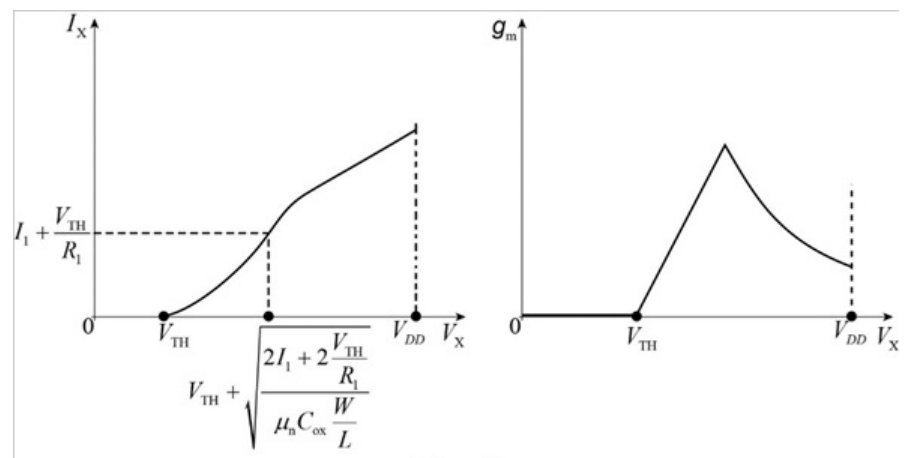 I_X
I_1 + V_TH / R_1
0
V_TH
V_DD
V_X
V_TH + √((2I_1 + 2 V_TH / R_1) / (μ_n C_ox W / L))
g_m
0
V_TH
V_DD
V_X